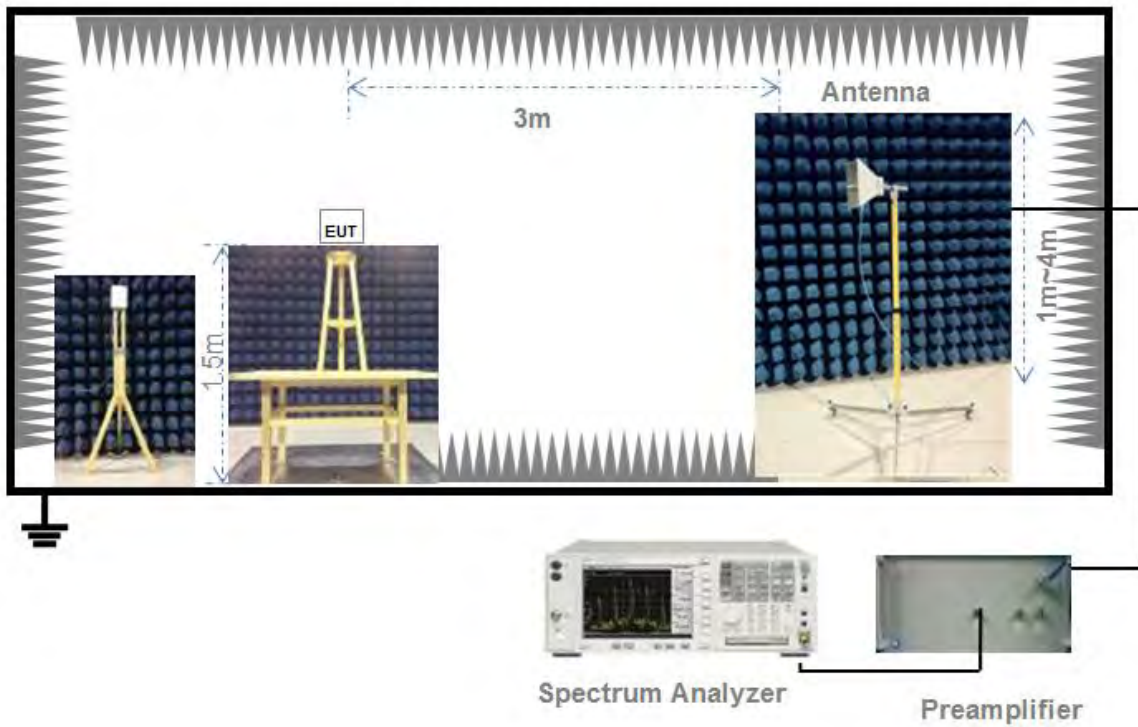 Antenna
3m
EUT
1.5m
1m~4m
Spectrum Analyzer
Preamplifier